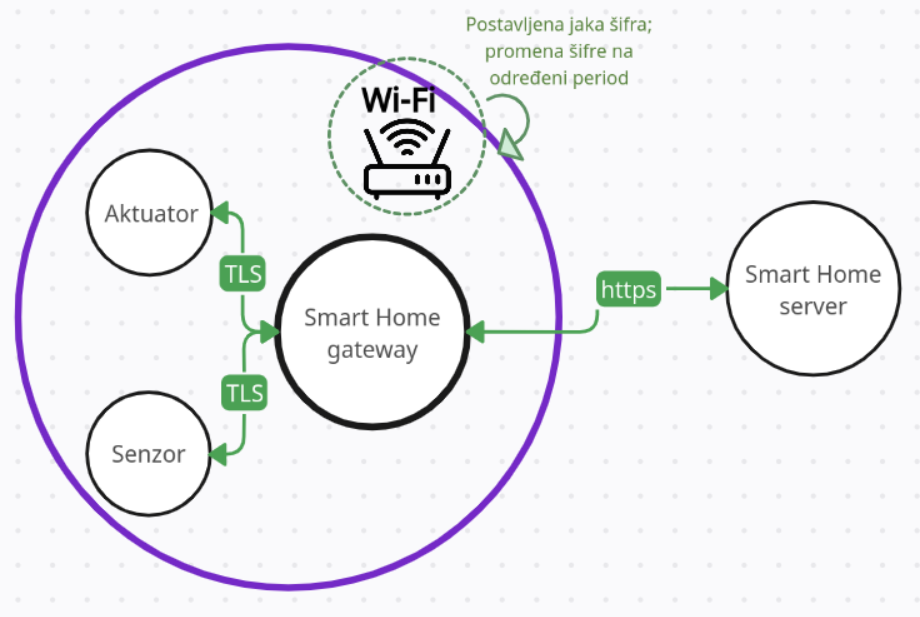 Postavljena jaka šifra;
promena šifre na
određeni period
Wi-Fi
Aktuator
TLS
Smart Home
gateway
https
Smart Home
server
TLS
Senzor